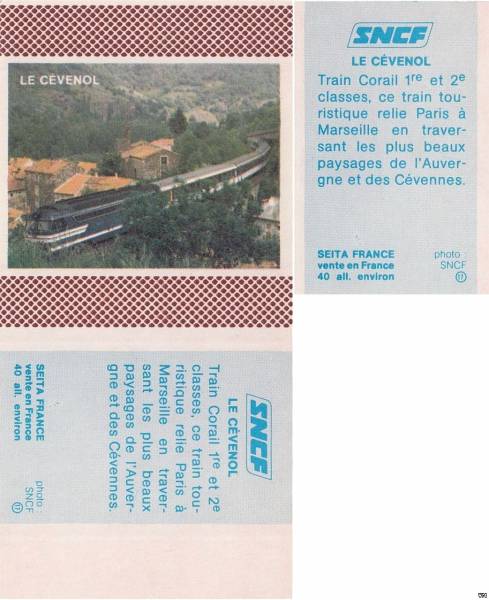 LE CÉVENOL
SNCF
LE CÉVENOL
Train Corail 1re et 2e
classes, ce train tou-
ristique relie Paris à
Marseille en traver-
sant les plus beaux
paysages de l'Auver-
gne et des Cévennes.
SEITA FRANCE
vente en France
40 all. environ
photo :
SNCF
17
SNCF
LE CÉVENOL
Train Corail 1re et 2e
classes, ce train tou-
ristique relie Paris à
Marseille en traver-
sant les plus beaux
paysages de l'Auver-
gne et des Cévennes.
SEITA FRANCE
vente en France
40 all. environ
photo :
SNCF
17